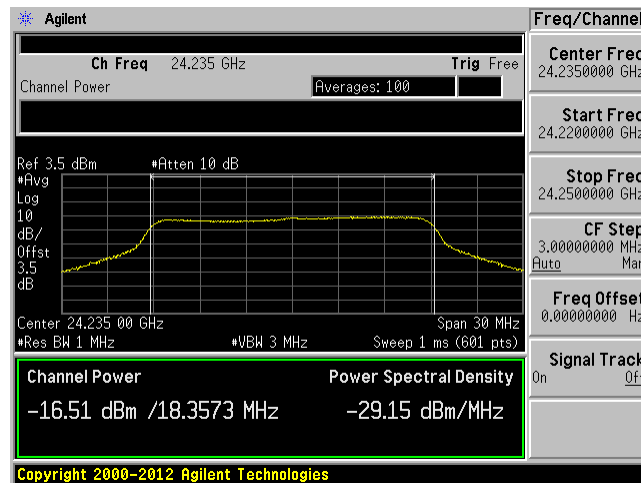 Agilent
Freq/Channel
Ch Freq 24.235 GHz Trig Free
Channel Power Averages: 100
Center Freq
24.2350000 GHz
Start Freq
24.2200000 GHz
Stop Freq
24.2500000 GHz
CF Step
3.00000000 MHz
Auto Man
Freq Offset
0.00000000 Hz
Signal Track
On Off
Ref 3.5 dBm #Atten 10 dB
#Avg
Log
10
dB/
Offst
3.5
dB
Center 24.235 00 GHz Span 30 MHz
#Res BW 1 MHz #VBW 3 MHz Sweep 1 ms (601 pts)
Channel Power Power Spectral Density
-16.51 dBm /18.3573 MHz -29.15 dBm/MHz
Copyright 2000-2012 Agilent Technologies